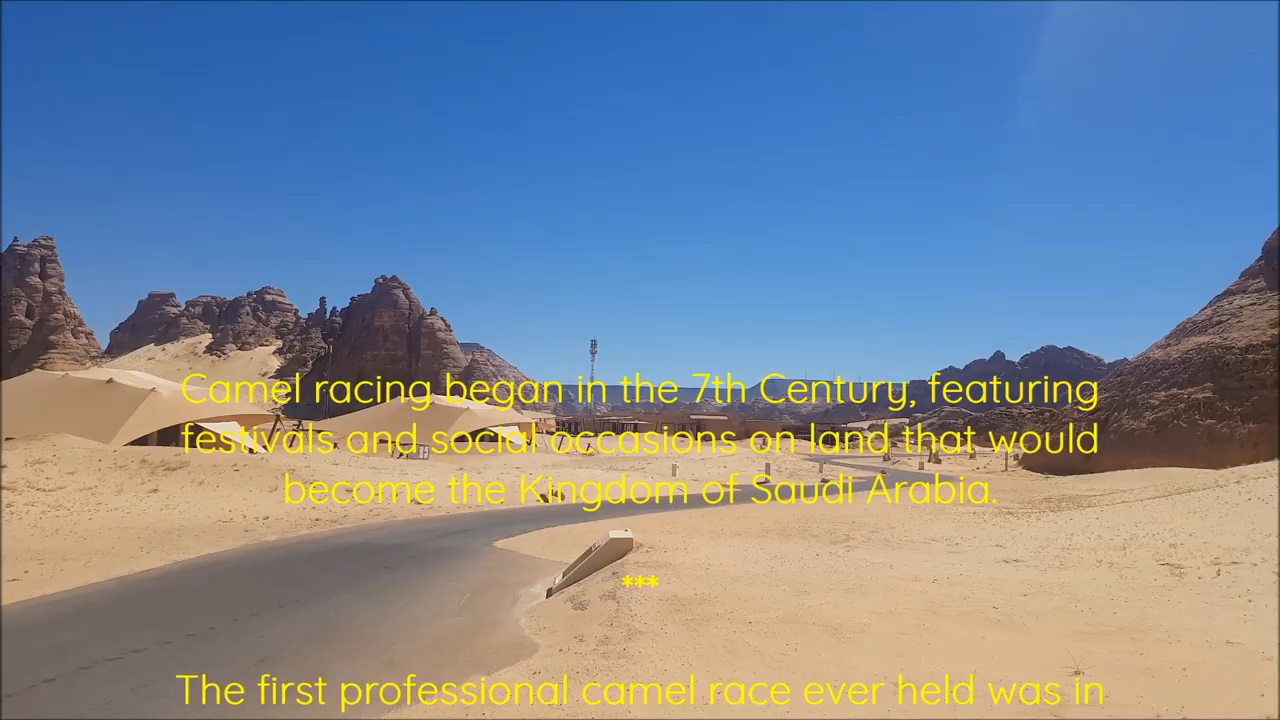 Camel racing began in the 7th Century, featuring
festivals and social occasions on land that would
become the Kingdom of Saudi Arabia.
***
The first professional camel race ever held was in